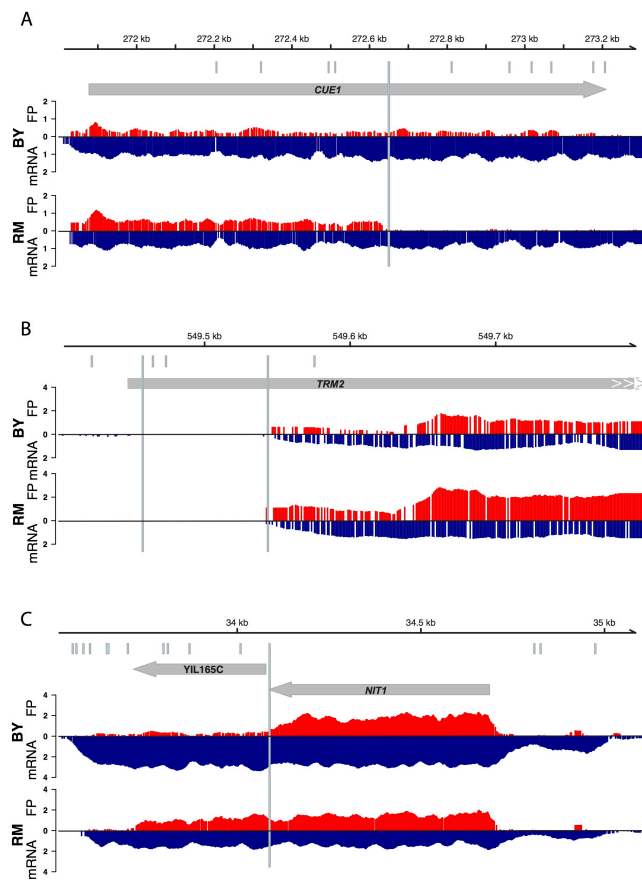 A
272 kb 272.2 kb 272.4 kb 272.6 kb 272.8 kb 273 kb 273.2 kb
CUE1
BY
FP
mRNA
2
1
0
1
2
RM
FP
mRNA
2
1
0
1
2
B
549.5 kb 549.6 kb 549.7 kb
TRM2
BY
FP
mRNA
4
2
0
2
RM
FP
mRNA
4
2
0
2
C
34 kb 34.5 kb 35 kb
YIL165C
NIT1
BY
FP
mRNA
4
2
0
2
4
RM
FP
mRNA
4
2
0
2
4